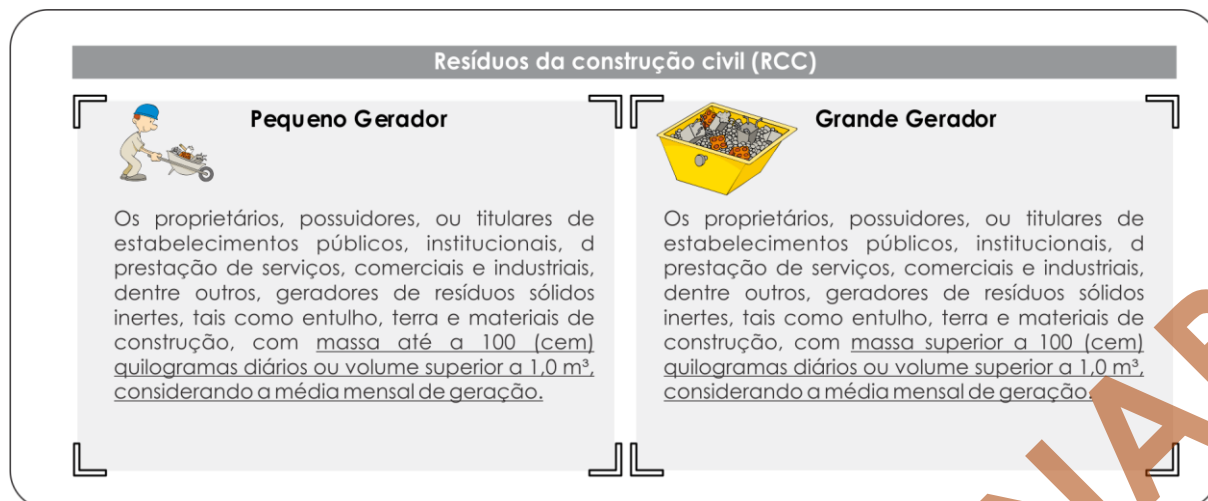 Resíduos da construção civil (RCC)
Pequeno Gerador
Os proprietários, possuidores, ou titulares de
estabelecimentos públicos, institucionais, d
prestação de serviços, comerciais e industriais,
dentre outros, geradores de resíduos sólidos
inertes, tais como entulho, terra e materiais de
construção, com massa até a 100 (cem)
quilogramas diários ou volume superior a 1,0 m³,
considerando a média mensal de geração.
Grande Gerador
Os proprietários, possuidores, ou titulares de
estabelecimentos públicos, institucionais, d
prestação de serviços, comerciais e industriais,
dentre outros, geradores de resíduos sólidos
inertes, tais como entulho, terra e materiais de
construção, com massa superior a 100 (cem)
quilogramas diários ou volume superior a 1,0 m³,
considerando a média mensal de geração.